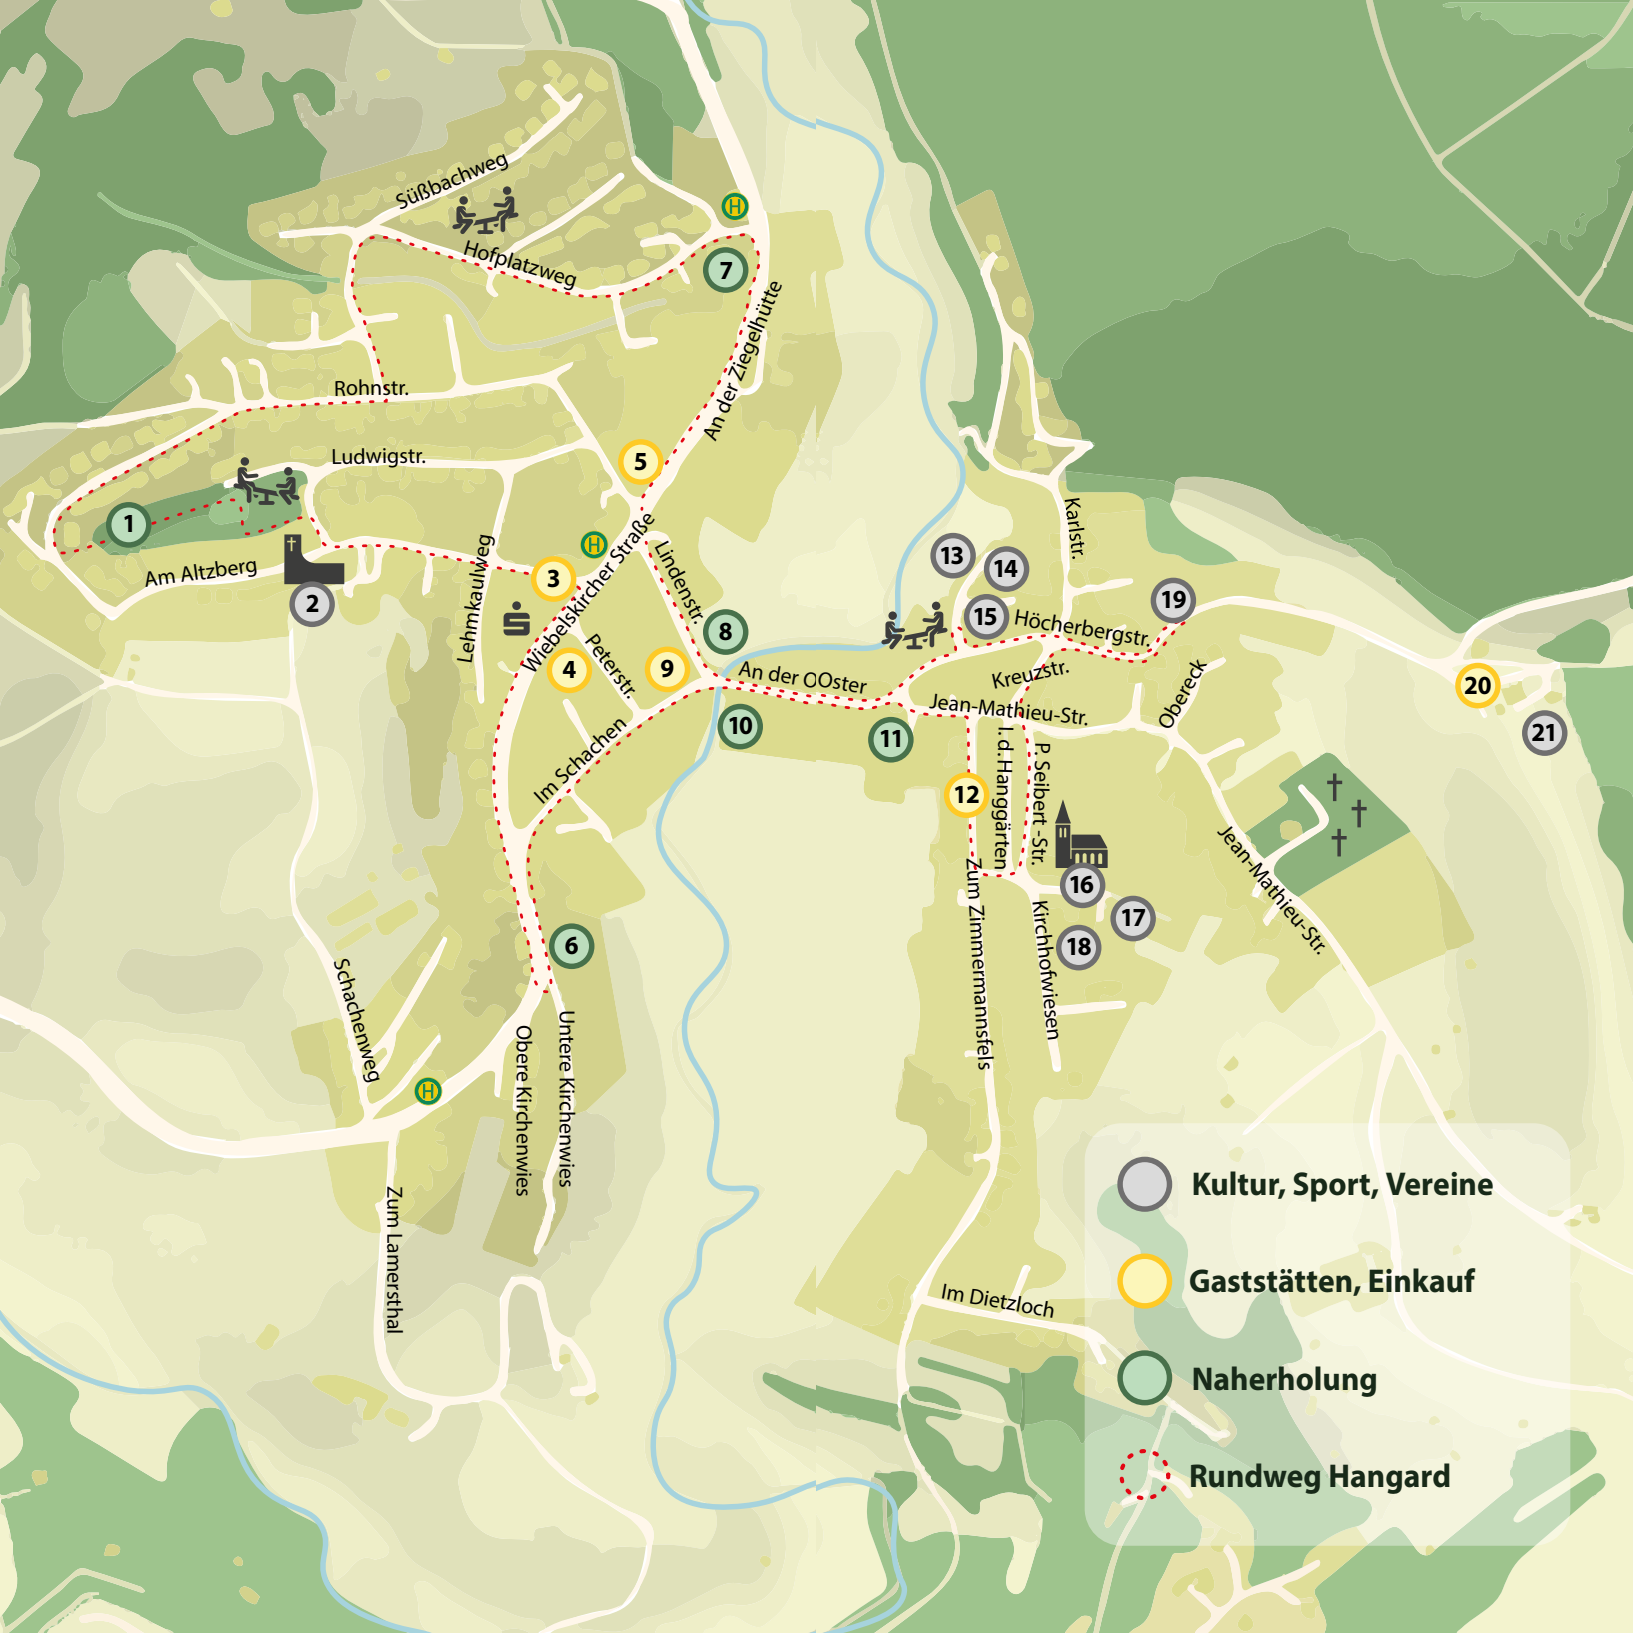 Süßbachweg
H
Hofplatzweg
7
An der Ziegelhütte
Rohnstr.
Ludwigstr.
5
1
Am Altzberg
2
Lehmkaulweg
H
3
Wiebelskircher Straße
Lindenstr.
8
4
Peterstr.
9
An der OOster
10
11
Im Schachen
6
Karlstr.
13
14
15
Höcherbergstr.
19
Kreuzstr.
Jean-Mathieu-Str.
Obereck
20
21
12
I. d. Hanggärten
P. Seibert -Str.
16
17
18
Jean-Mathieu-Str.
Zum Zimmermannsfels
Kirchhofwiesen
Schachenweg
H
Obere Kirchenwies
Untere Kirchenwies
Zum Lamersthal
Im Dietzloch
Kultur, Sport, Vereine
Gaststätten, Einkauf
Naherholung
Rundweg Hangard